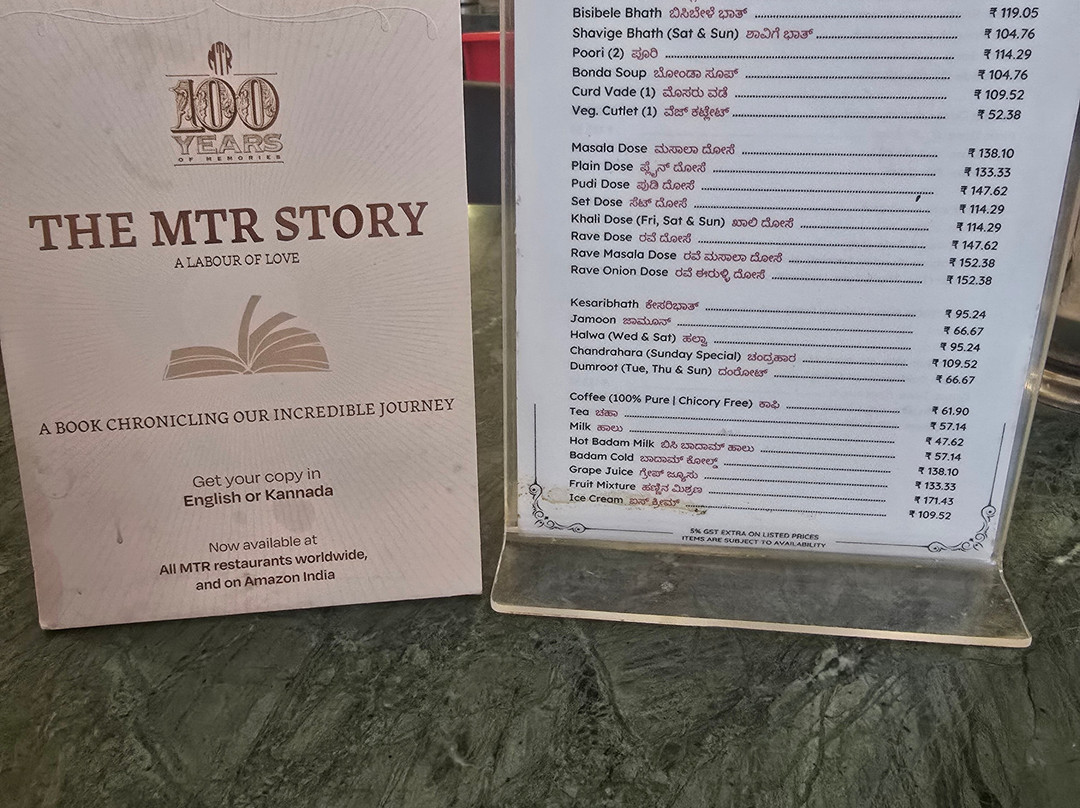 MTR
100
YEARS
OF MEMORIES
THE MTR STORY
A LABOUR OF LOVE
A BOOK CHRONICLING OUR INCREDIBLE JOURNEY
Get your copy in
English or Kannada
Now available at
All MTR restaurants worldwide,
and on Amazon India
Bisibele Bhath ಬಿಸಿಬೇಳೆ ಭಾತ್ ₹ 119.05
Shavige Bhath (Sat & Sun) ಶಾವಿಗೆ ಭಾತ್ ₹ 104.76
Poori (2) ಪೂರಿ ₹ 114.29
Bonda Soup ಬೋಂಡಾ ಸೂಪ್ ₹ 104.76
Curd Vade (1) ಮೊಸರು ವಡೆ ₹ 109.52
Veg. Cutlet (1) ವೆಜ್ ಕಟ್ಲೇಟ್ ₹ 52.38
Masala Dose ಮಸಾಲಾ ದೋಸೆ ₹ 138.10
Plain Dose ಪ್ಲೈನ್ ದೋಸೆ ₹ 133.33
Pudi Dose ಪುಡಿ ದೋಸೆ ₹ 147.62
Set Dose ಸೆಟ್ ದೋಸೆ ₹ 114.29
Khali Dose (Fri, Sat & Sun) ಖಾಲಿ ದೋಸೆ ₹ 114.29
Rave Dose ರವೆ ದೋಸೆ ₹ 147.62
Rave Masala Dose ರವೆ ಮಸಾಲಾ ದೋಸೆ ₹ 152.38
Rave Onion Dose ರವೆ ಈರುಳ್ಳಿ ದೋಸೆ ₹ 152.38
Kesaribhath ಕೇಸರಿಭಾತ್ ₹ 95.24
Jamoon ಜಾಮೂನ್ ₹ 66.67
Halwa (Wed & Sat) ಹಲ್ವಾ ₹ 95.24
Chandrahara (Sunday Special) ಚಂದ್ರಹಾರ ₹ 109.52
Dumroot (Tue, Thu & Sun) ದಂರೋಟ್ ₹ 66.67
Coffee (100% Pure | Chicory Free) ಕಾಫಿ ₹ 61.90
Tea ಚಹಾ ₹ 57.14
Milk ಹಾಲು ₹ 47.62
Hot Badam Milk ಬಿಸಿ ಬಾದಾಮ್ ಹಾಲು ₹ 57.14
Badam Cold ಬಾದಾಮ್ ಕೋಲ್ಡ್ ₹ 138.10
Grape Juice ಗ್ರೇಪ್ ಜ್ಯೂಸು ₹ 133.33
Fruit Mixture ಹಣ್ಣಿನ ಮಿಶ್ರಣ ₹ 171.43
Ice Cream ಐಸ್ ಕ್ರೀಮ್ ₹ 109.52
5% GST EXTRA ON LISTED PRICES
ITEMS ARE SUBJECT TO AVAILABILITY